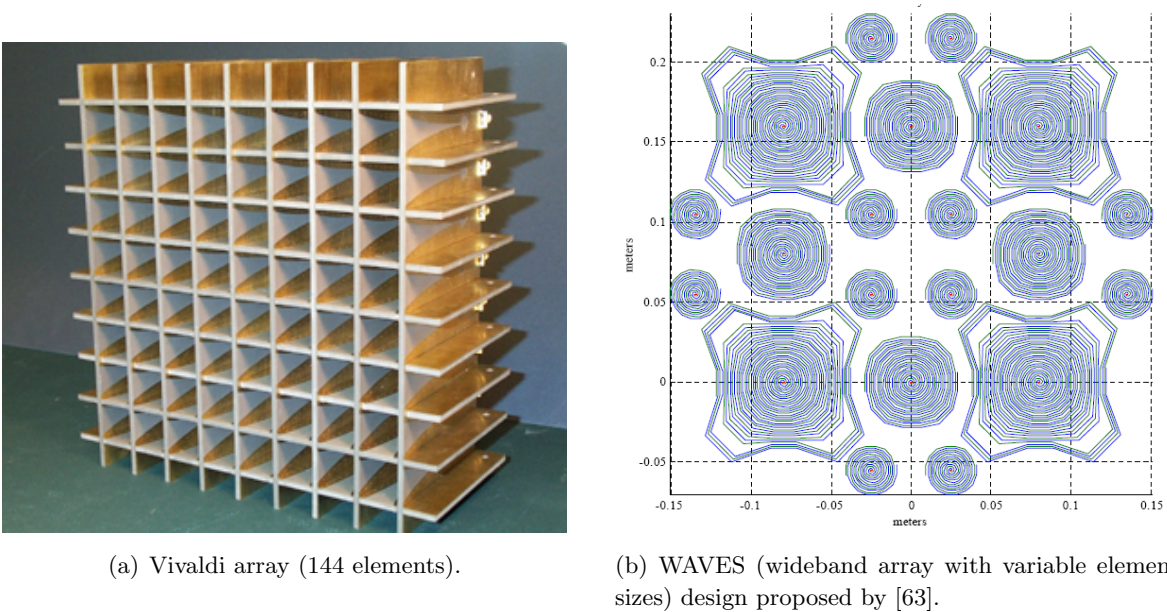 0.2
0.15
0.1
0.05
0
-0.05
meters
-0.15
-0.1
-0.05
0
0.05
0.1
0.15
meters
(a) Vivaldi array (144 elements).
(b) WAVES (wideband array with variable elemen
sizes) design proposed by [63].